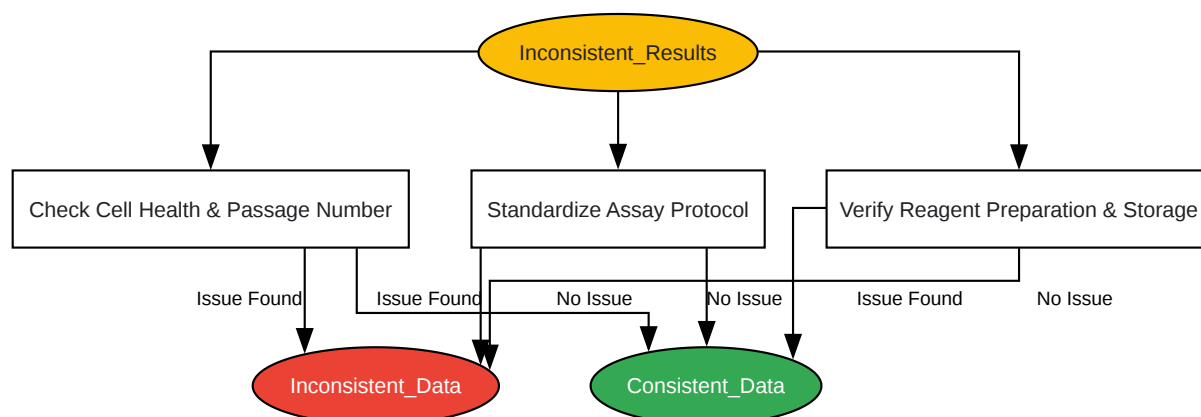 Inconsistent_Results
Check Cell Health & Passage Number
Standardize Assay Protocol
Verify Reagent Preparation & Storage
Issue Found
Issue Found
No Issue
No Issue
Issue Found
No Issue
Inconsistent_Data
Consistent_Data